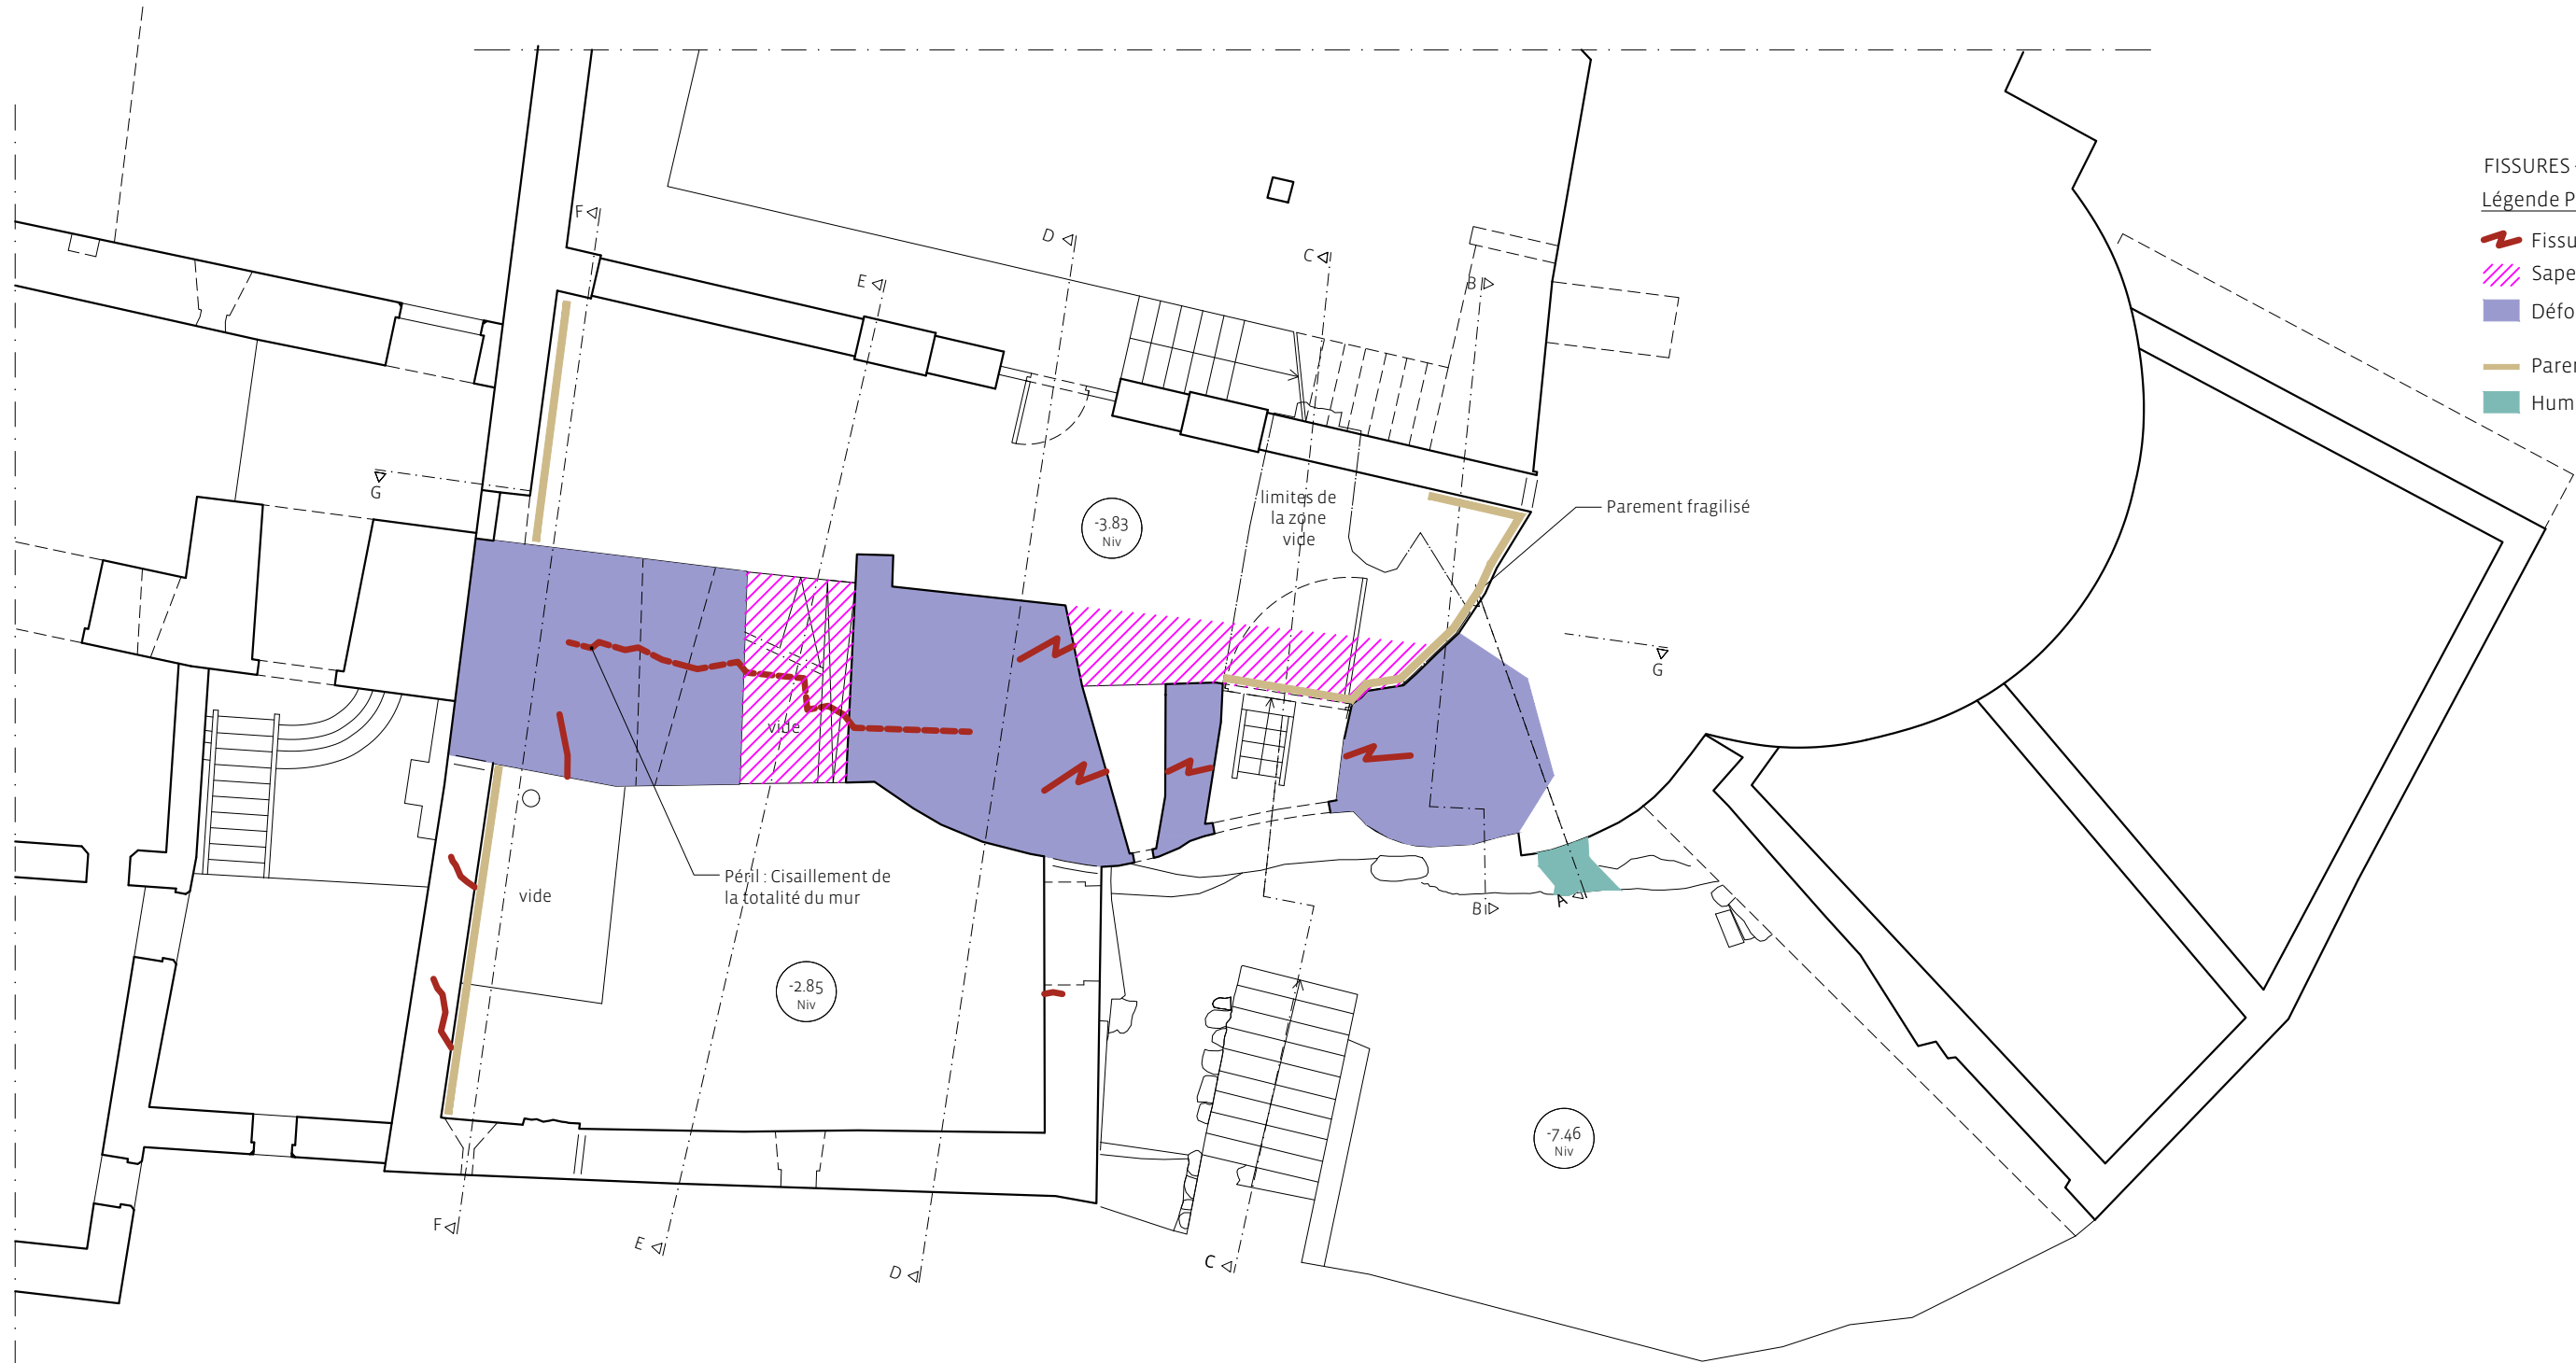 FISSURES
Légende P
Fissu
Sape
Défo
Parem
Hum
F
D
C
E
B
G
limites de
la zone
vide
-3.83
Niv
Parement fragilisé
G
vide
Péril : Cisaillement de
la totalité du mur
vide
B
A
-2.85
Niv
-7.46
Niv
F
E
D
C